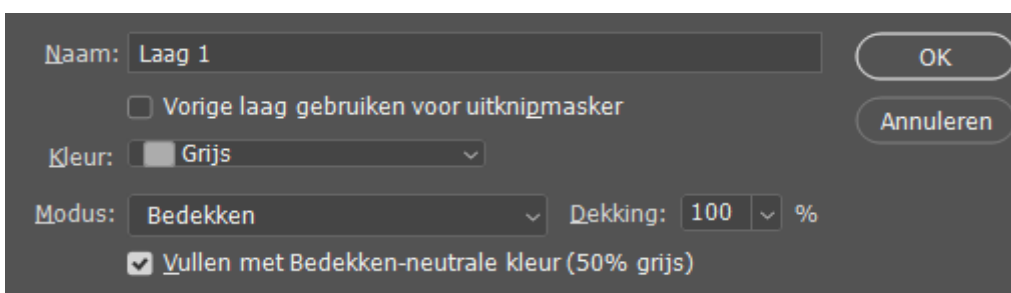 Naam: Laag 1 OK
Vorige laag gebruiken voor uitknipmasker Annuleren
Kleur: Grijs
Modus: Bedekken Dekking: 100 %
Vullen met Bedekken-neutrale kleur (50% grijs)